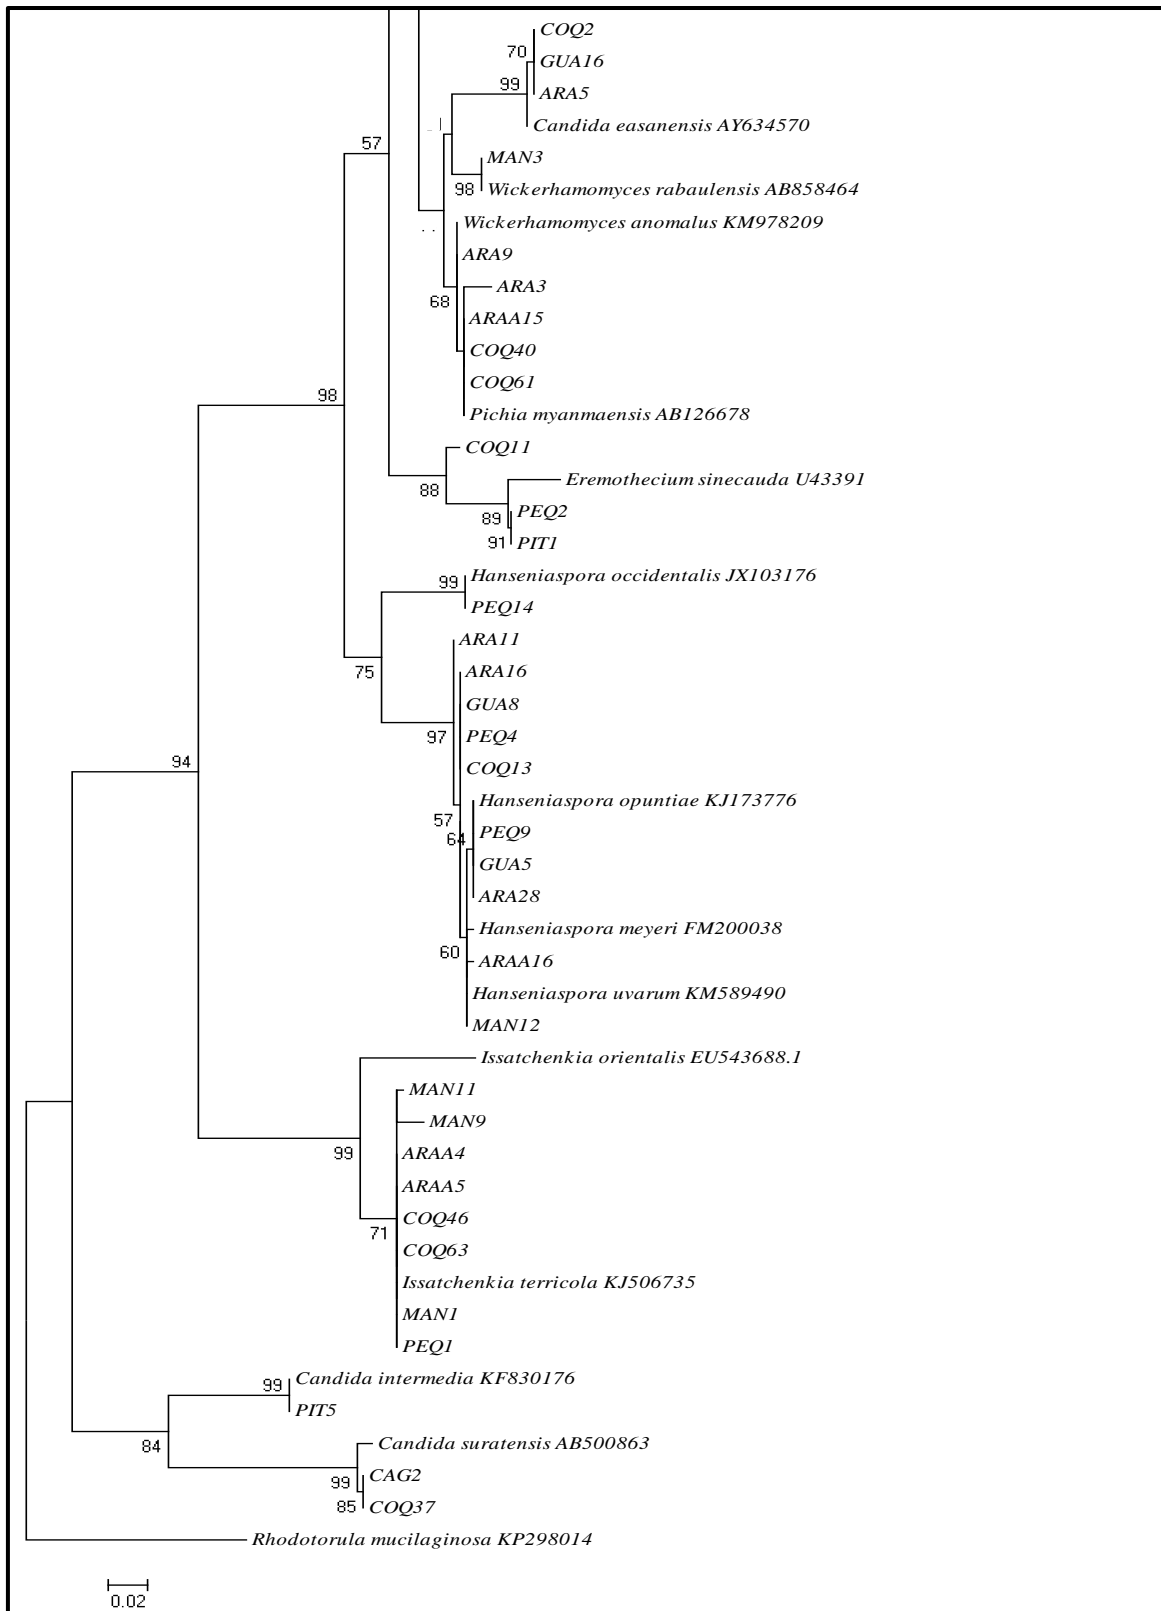 COQ2
70
GUA16
99
ARA5
Candida easanensis AY634570
57
MAN3
98
Wickerhamomyces rabaulensis AB858464
Wickerhamomyces anomalus KM978209
ARA9
ARA3
68
ARAA15
COQ40
COQ61
98
Pichia myanmaensis AB126678
COQ11
Eremothecium sinecauda U43391
88
PEQ2
89
91
PIT1
Hanseniaspora occidentalis JX103176
99
PEQ14
ARA11
75
ARA16
GUA8
97
PEQ4
94
COQ13
Hanseniaspora opuntiae KJ173776
57
PEQ9
64
GUA5
ARA28
Hanseniaspora meyeri FM200038
60
ARAA16
Hanseniaspora uvarum KM589490
MAN12
Issatchenkia orientalis EU543688.1
MAN11
MAN9
99
ARAA4
ARAA5
COQ46
71
COQ63
Issatchenkia terricola KJ506735
MAN1
PEQ1
99
Candida intermedia KF830176
PIT5
84
Candida suratensis AB500863
CAG2
99
85
COQ37
Rhodotorula mucilaginosa KP298014
0.02